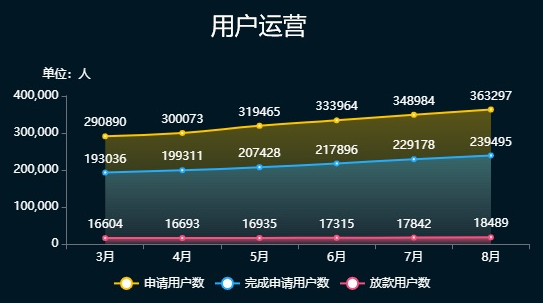 用户运营
单位：人
400,000
300,000
200,000
100,000
0
290890 300073 319465 333964 348984 363297
193036 199311 207428 217896 229178 239495
16604 16693 16935 17315 17842 18489
3月 4月 5月 6月 7月 8月
申请用户数 完成申请用户数 放款用户数